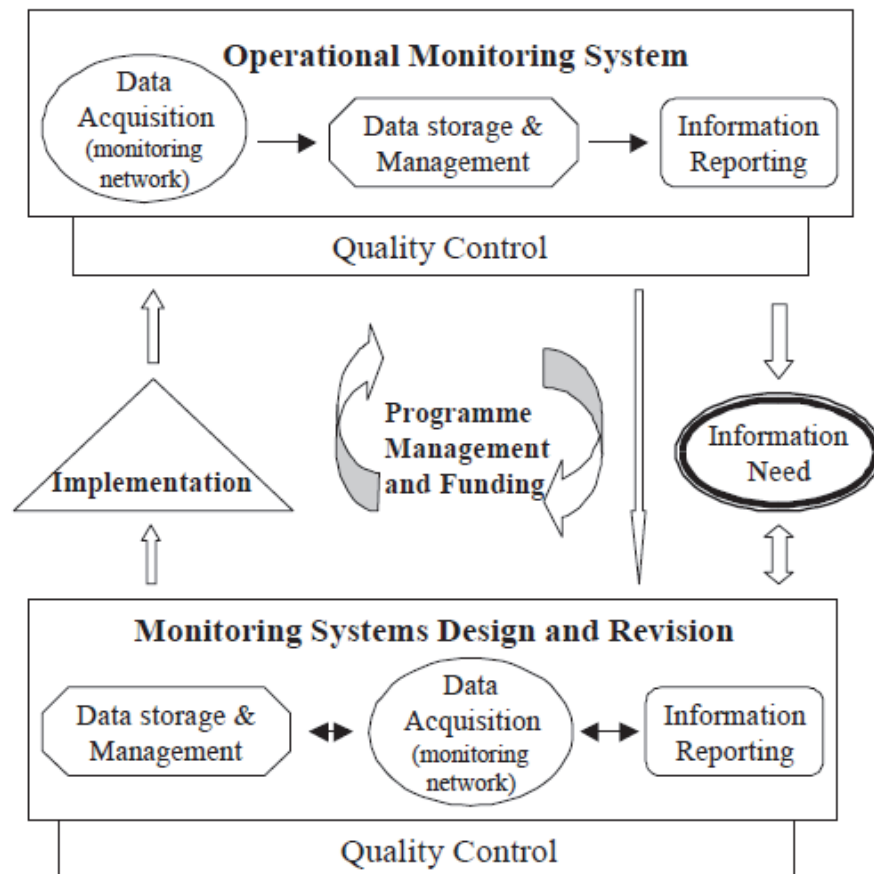 Operational Monitoring System
Data
Acquisition
(monitoring
network)
Data storage &
Management
Information
Reporting
Quality Control
Implementation
Programme
Management
and Funding
Information
Need
Monitoring Systems Design and Revision
Data storage &
Management
Data
Acquisition
(monitoring
network)
Information
Reporting
Quality Control